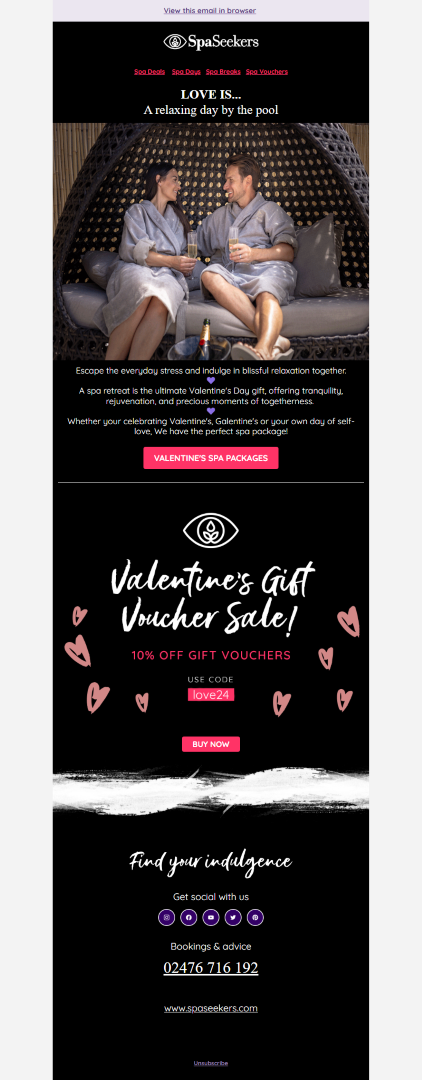 View this email in browser
SpaSeekers
Spa Deals Spa Days Spa Breaks Spa Vouchers
LOVE IS...
A relaxing day by the pool
Escape the everyday stress and indulge in blissful relaxation together.
A spa retreat is the ultimate Valentine's Day gift, offering tranquility,
rejuvenation, and precious moments of togetherness.
Whether your celebrating Valentine's, Galentine's or your own day of self-
love, We have the perfect spa package!
VALENTINE'S SPA PACKAGES
Valentine's Gift
Voucher Sale!
10% OFF GIFT VOUCHERS
USE CODE
love24
BUY NOW
Find your indulgence
Get social with us
Bookings & advice
02476 716 192
www.spaseekers.com
Unsubscribe